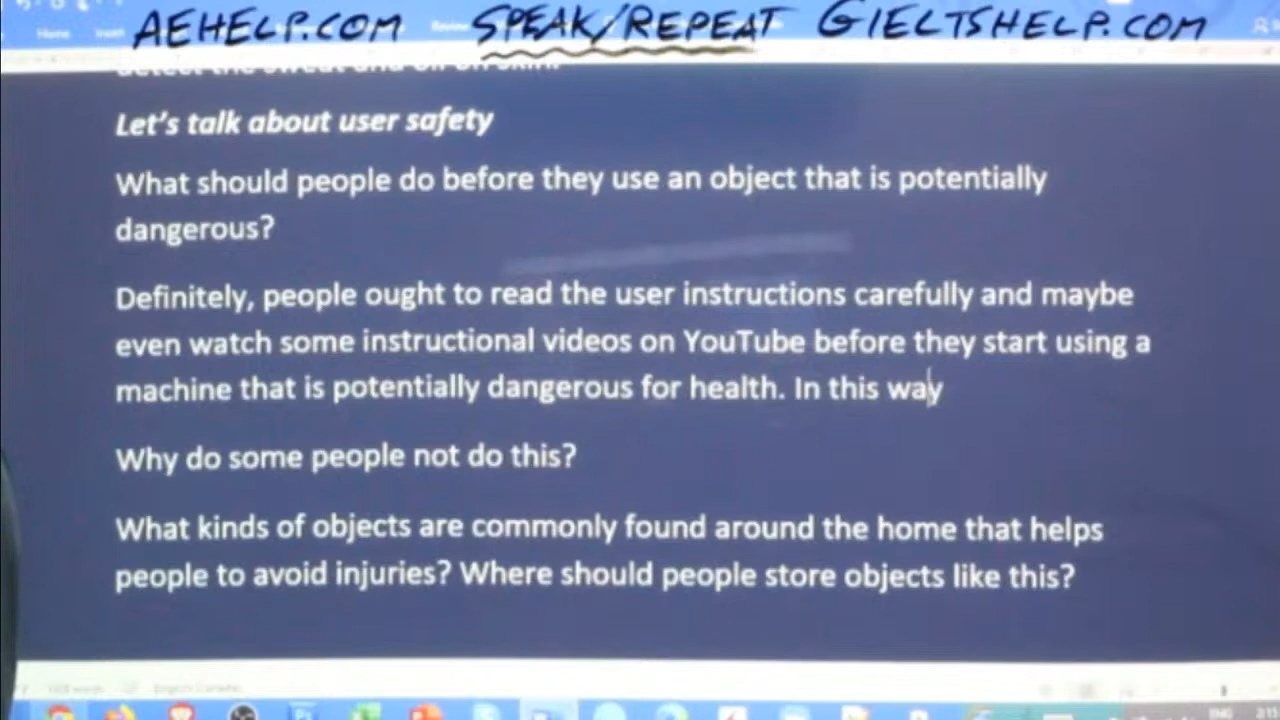 AEHELP.COM SPEAK/REPEAT GIELTSHELP.COM
Home Insert Review
Let's talk about user safety
What should people do before they use an object that is potentially
dangerous?
Definitely, people ought to read the user instructions carefully and maybe
even watch some instructional videos on YouTube before they start using a
machine that is potentially dangerous for health. In this way
Why do some people not do this?
What kinds of objects are commonly found around the home that helps
people to avoid injuries? Where should people store objects like this?